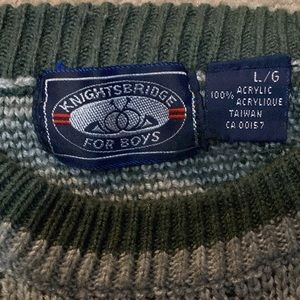 KNIGHTSBRIDGE
FOR BOYS
L/G
100% ACRYLIC
ACRYLIQUE
TAIWAN
CA 00157